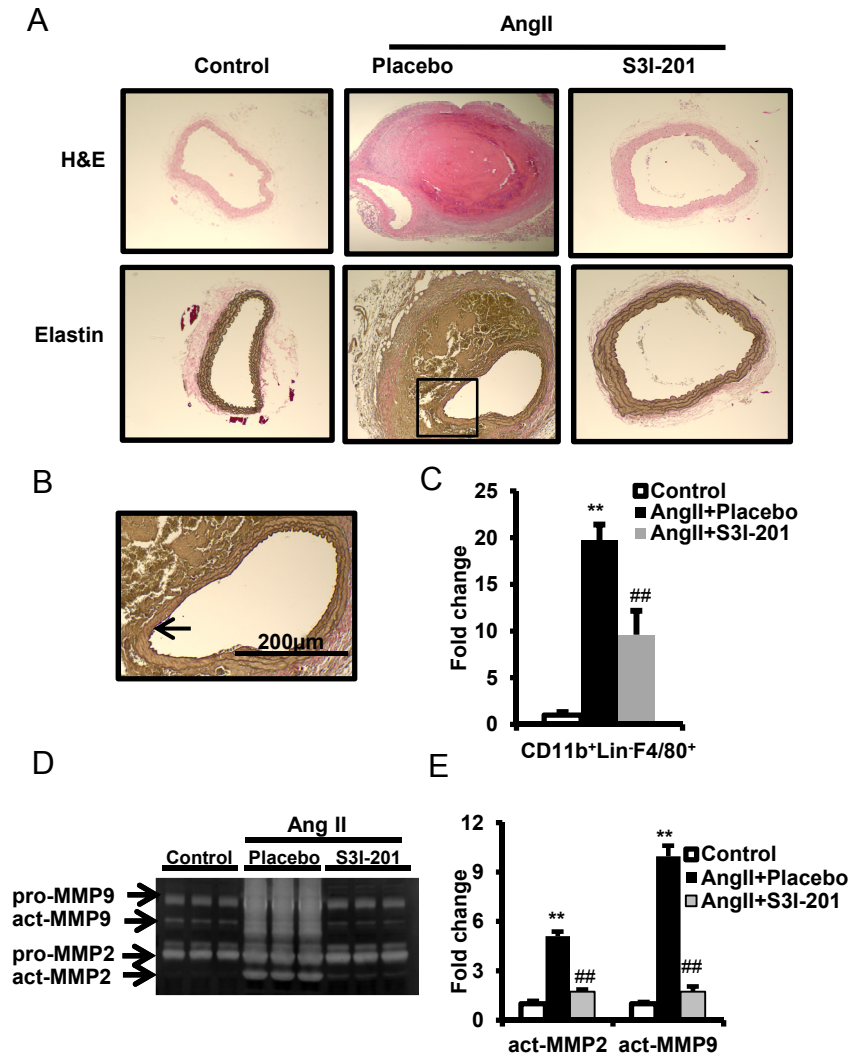 A
AngII
Control Placebo S3I-201
H&E
Elastin
B
200µm
C
Control
AngII+Placebo
AngII+S3I-201
Fold change
25
20
15
10
5
0
**
##
CD11b⁺Lin⁻F4/80⁺
D
Ang II
Control Placebo S3I-201
pro-MMP9
act-MMP9
pro-MMP2
act-MMP2
E
Control
AngII+Placebo
AngII+S3I-201
Fold change
12
9
6
3
0
**
##
**
##
act-MMP2 act-MMP9